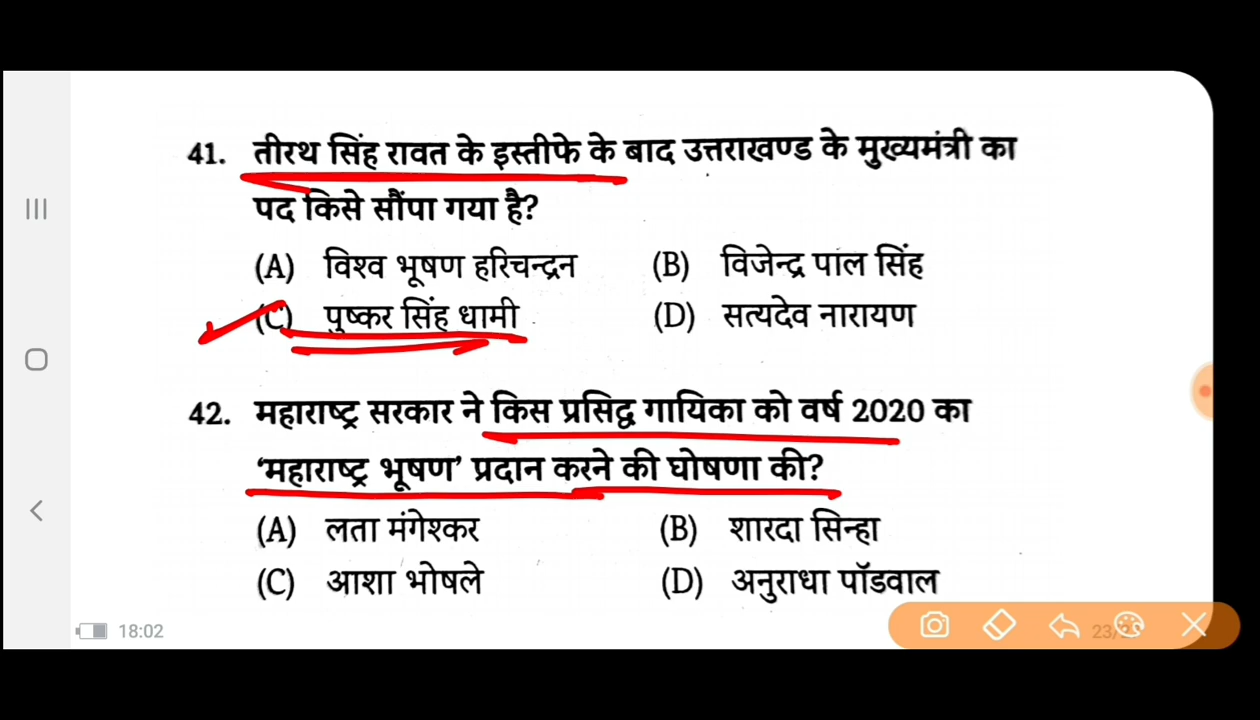 41. तीरथ सिंह रावत के इस्तीफे के बाद उत्तराखण्ड के मुख्यमंत्री का
पद किसे सौंपा गया है?
(A) विश्व भूषण हरिचन्द्रन (B) विजेन्द्र पाल सिंह
(C) पुष्कर सिंह धामी (D) सत्यदेव नारायण
42. महाराष्ट्र सरकार ने किस प्रसिद्ध गायिका को वर्ष 2020 का
‘महाराष्ट्र भूषण’ प्रदान करने की घोषणा की?
(A) लता मंगेश्कर (B) शारदा सिन्हा
(C) आशा भोषले (D) अनुराधा पॉडवाल
18:02